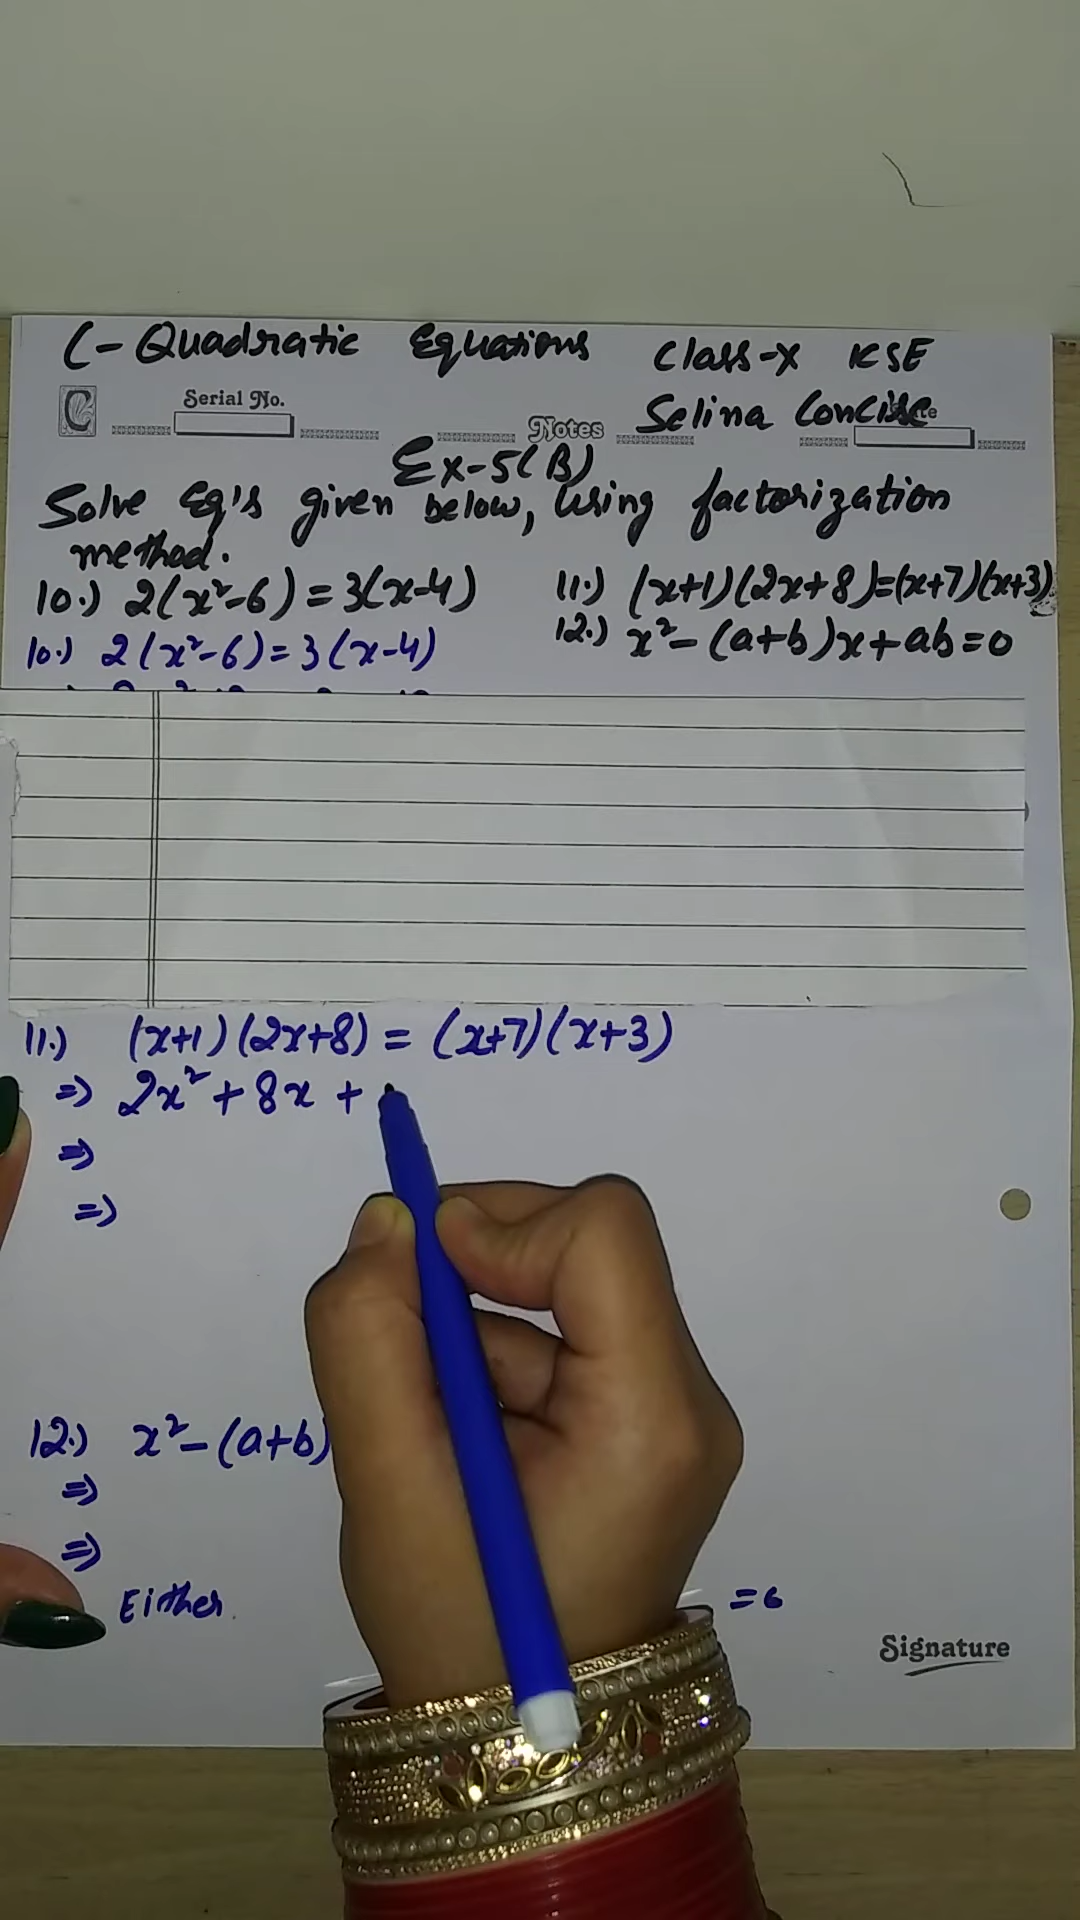 C - Quadratic Equations Class-X ICSE
Serial No.
Notes
Selina Concise
Ex-5(B)
Solve Eq's given below, using factorization
method.
10.) 2(x²-6)=3(x-4)
11.) (x+1)(2x+8)=(x+7)(x+3)
12.) x²-(a+b)x+ab=0
10.) 2(x²-6)=3(x-4)
11.) (x+1)(2x+8) = (x+7)(x+3)
=> 2x² + 8x +
=>
=>
12.) x²-(a+b)
=>
=>
Either
Signature